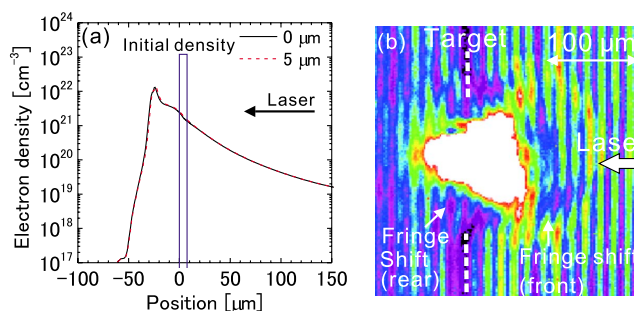 (a)
Initial density
0 μm
5 μm
Laser
Electron density [cm⁻³]
10²⁴
10²³
10²²
10²¹
10²⁰
10¹⁹
10¹⁸
10¹⁷
−100
−50
0
50
100
150
Position [μm]
(b)
Target
100 μm
Laser
Fringe
Shift
(rear)
Fringe shift
(front)